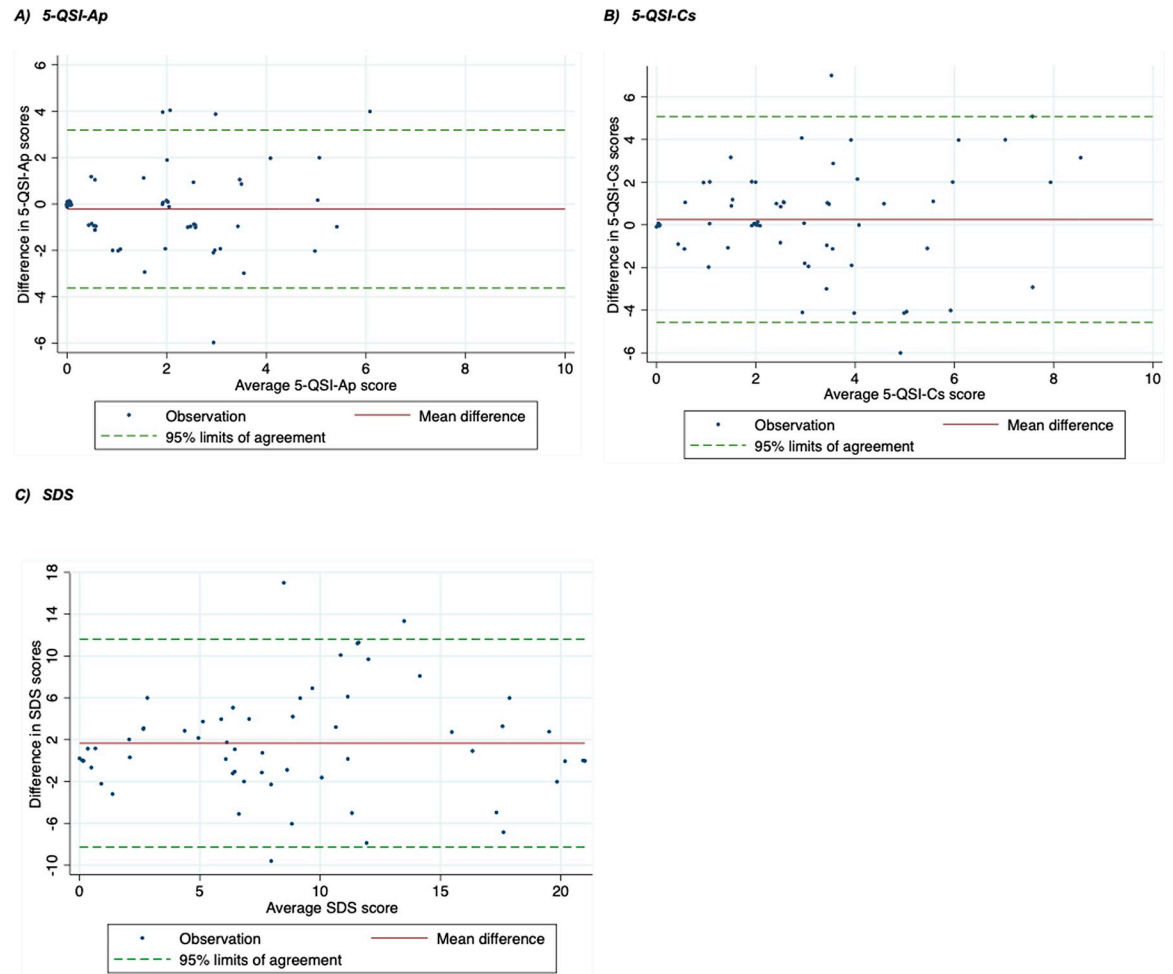 A) 5-QSI-Ap
Difference in 5-QSI-Ap scores
6
4
2
0
-2
-4
-6
0 2 4 6 8 10
Average 5-QSI-Ap score
Observation Mean difference
95% limits of agreement
B) 5-QSI-Cs
Difference in 5-QSI-Cs scores
6
4
2
0
-2
-4
-6
0 2 4 6 8 10
Average 5-QSI-Cs score
Observation Mean difference
95% limits of agreement
C) SDS
Difference in SDS scores
18
14
10
6
2
-2
-6
-10
0 5 10 15 20
Average SDS score
Observation Mean difference
95% limits of agreement